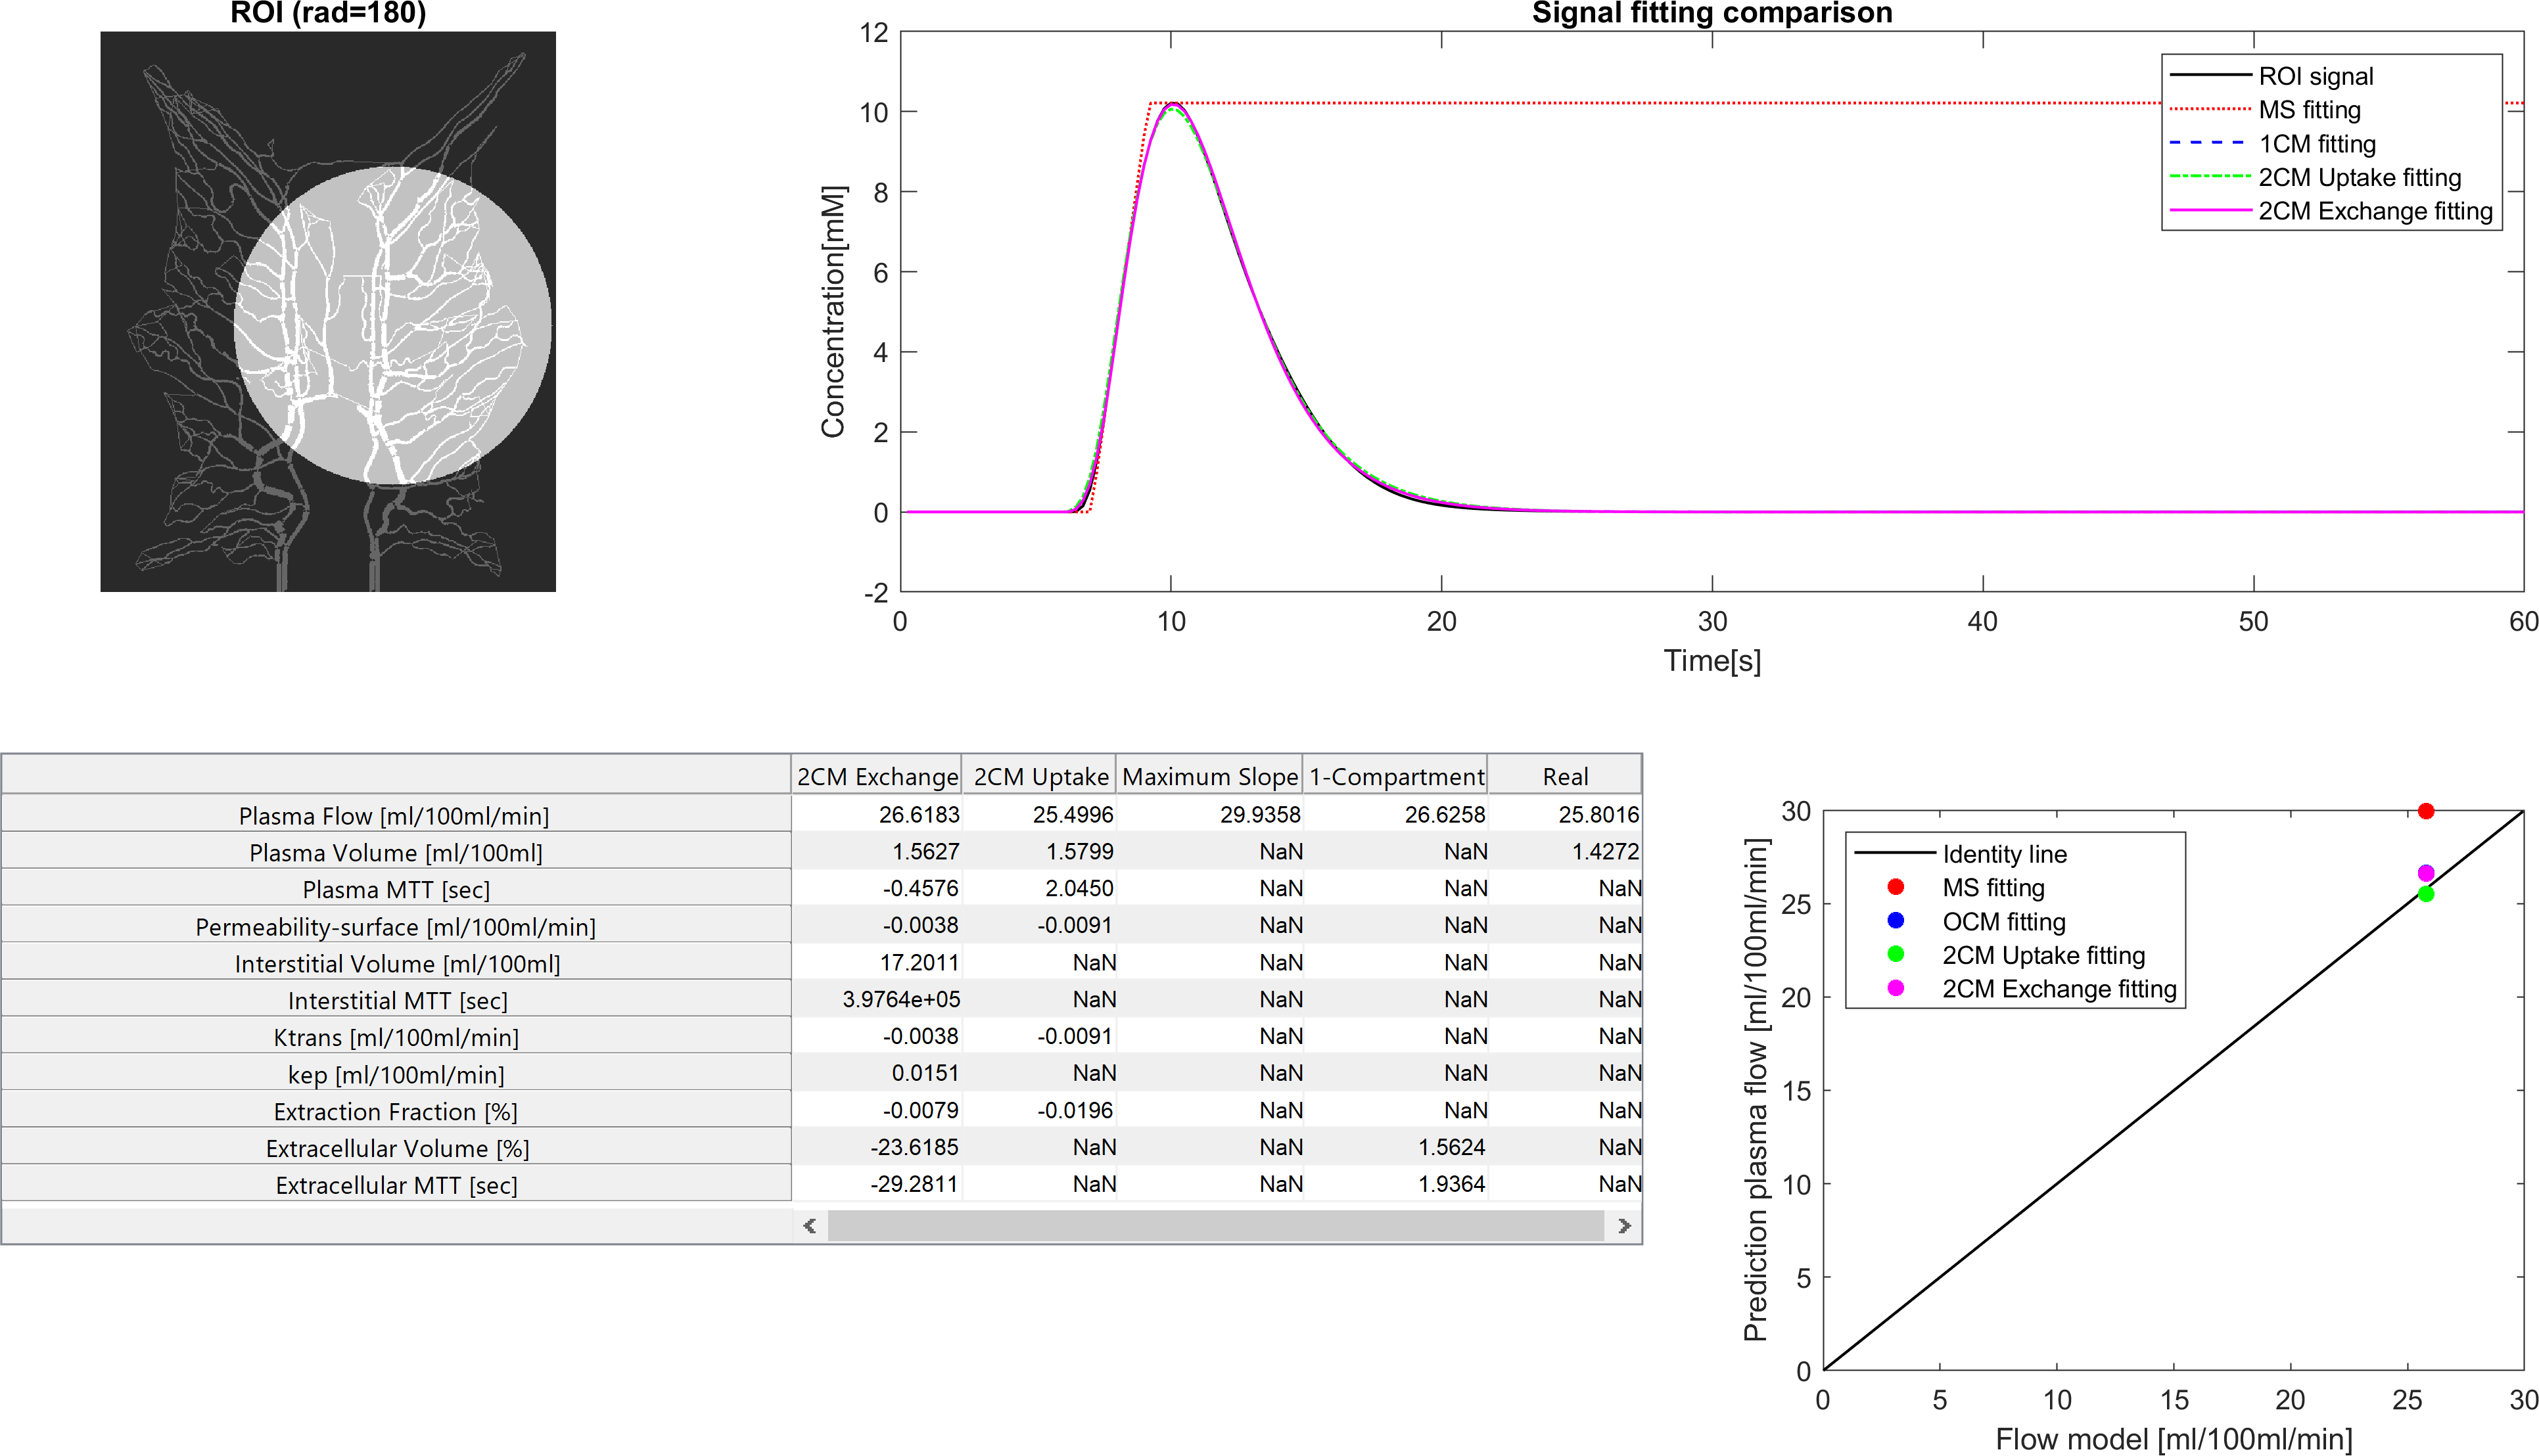 ROI (rad=180)
Signal fitting comparison
Concentration[mM]
12
10
8
6
4
2
0
-2
0 10 20 30 40 50 60
Time[s]
ROI signal
MS fitting
1CM fitting
2CM Uptake fitting
2CM Exchange fitting
2CM Exchange 2CM Uptake Maximum Slope 1-Compartment Real
Plasma Flow [ml/100ml/min] 26.6183 25.4996 29.9358 26.6258 25.8016
Plasma Volume [ml/100ml] 1.5627 1.5799 NaN NaN 1.4272
Plasma MTT [sec] -0.4576 2.0450 NaN NaN NaN
Permeability-surface [ml/100ml/min] -0.0038 -0.0091 NaN NaN NaN
Interstitial Volume [ml/100ml] 17.2011 NaN NaN NaN NaN
Interstitial MTT [sec] 3.9764e+05 NaN NaN NaN NaN
Ktrans [ml/100ml/min] -0.0038 -0.0091 NaN NaN NaN
kep [ml/100ml/min] 0.0151 NaN NaN NaN NaN
Extraction Fraction [%] -0.0079 -0.0196 NaN NaN NaN
Extracellular Volume [%] -23.6185 NaN NaN 1.5624 NaN
Extracellular MTT [sec] -29.2811 NaN NaN 1.9364 NaN
Prediction plasma flow [ml/100ml/min]
30
25
20
15
10
5
0
0 5 10 15 20 25 30
Flow model [ml/100ml/min]
Identity line
MS fitting
OCM fitting
2CM Uptake fitting
2CM Exchange fitting